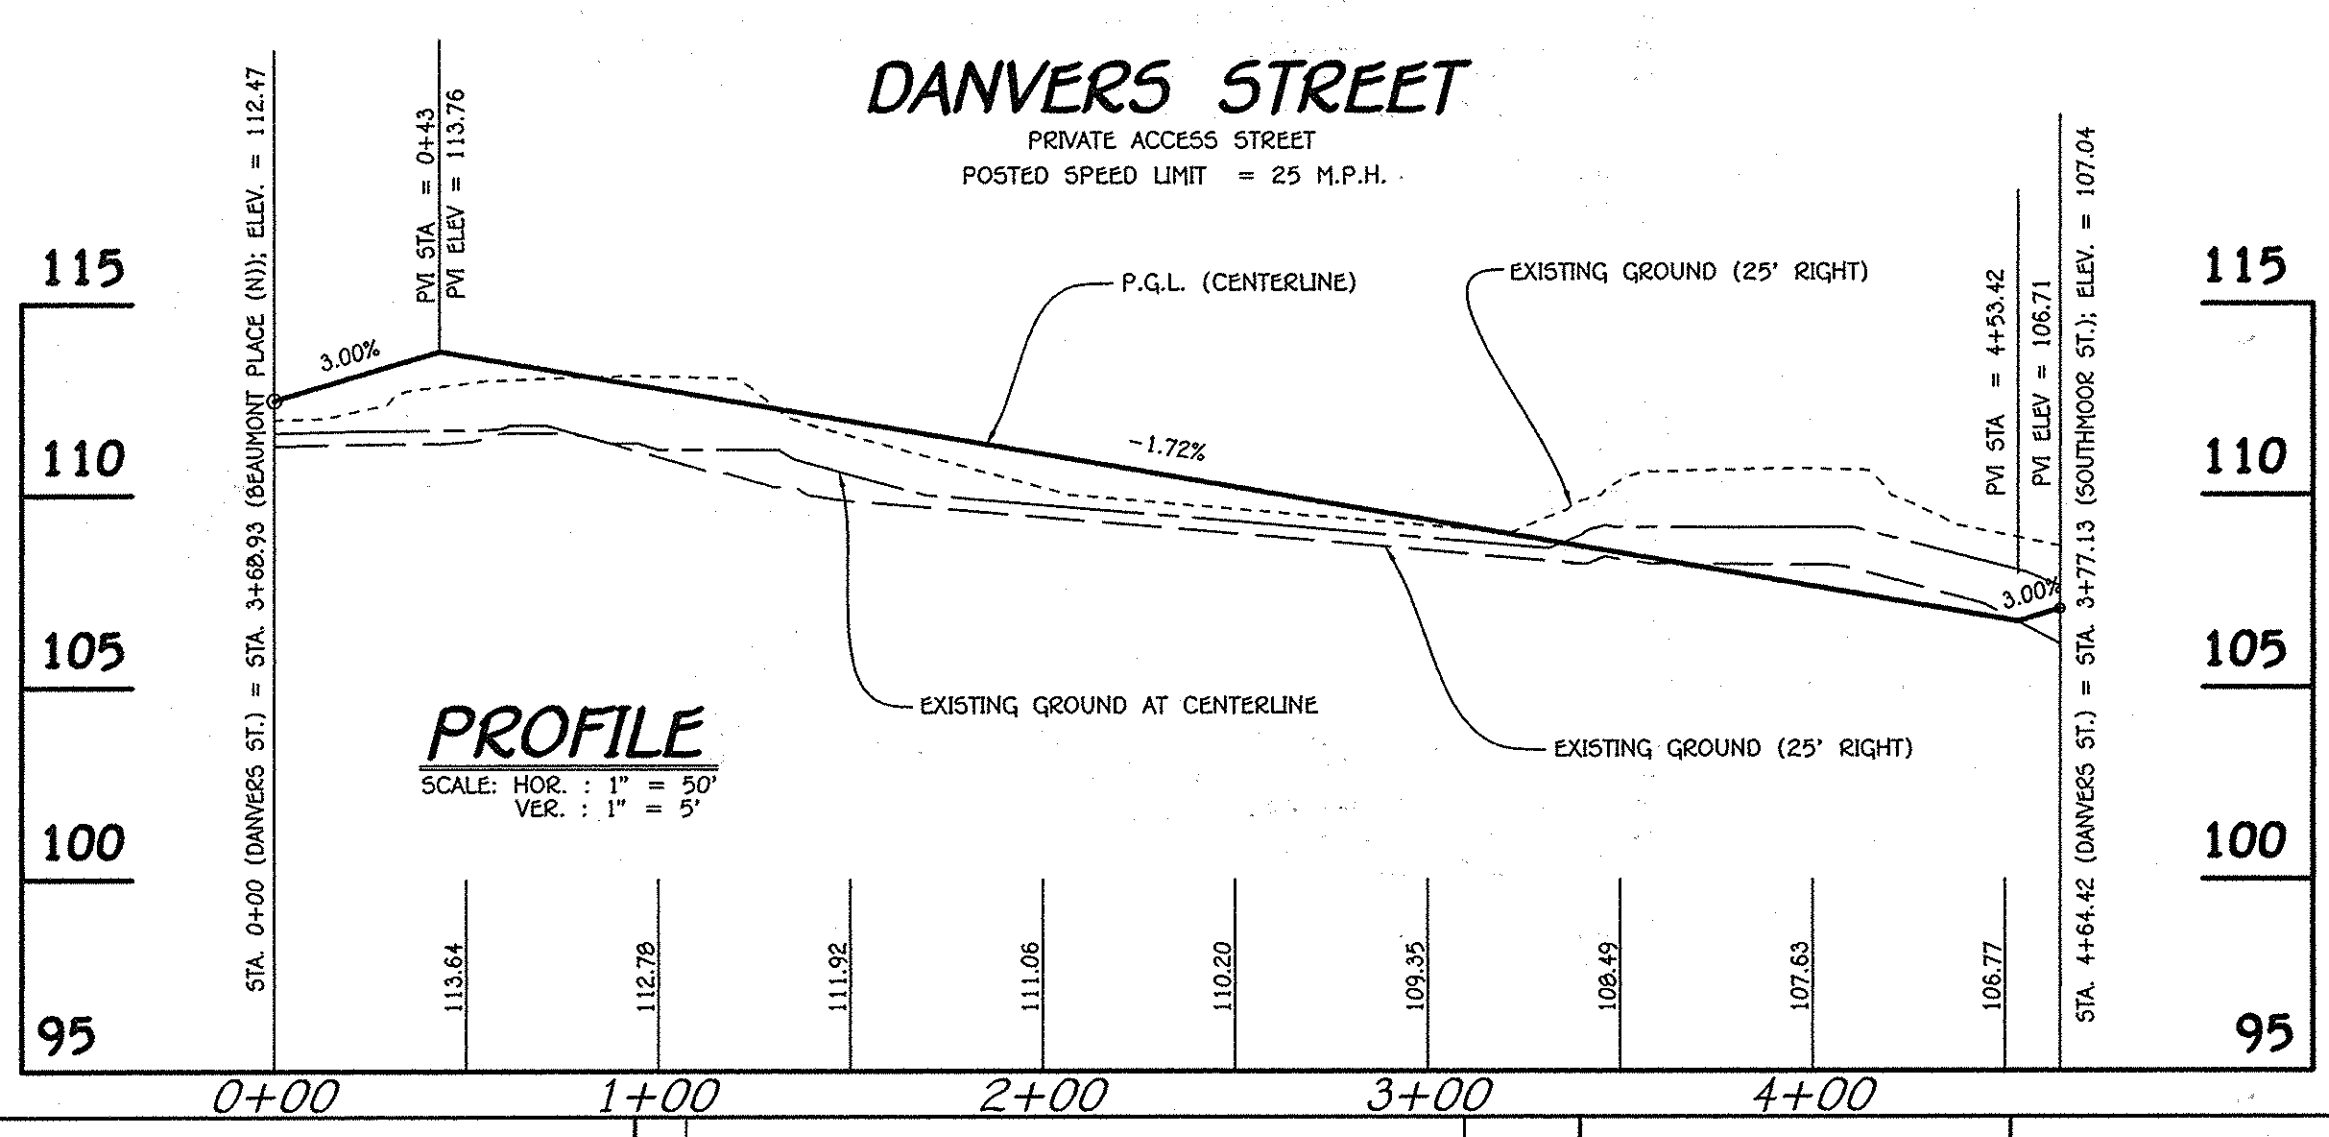 DANVERS STREET
PRIVATE ACCESS STREET
POSTED SPEED LIMIT = 25 M.P.H.
STA. 0+00 (DANVERS ST.) = STA. 3+68.93 (BEAUMONT PLACE (N)); ELEV. = 112.47
PVI STA = 0+43
PVI ELEV = 113.76
115
110
105
100
95
3.00%
P.G.L. (CENTERLINE)
EXISTING GROUND (25' RIGHT)
-1.72%
PVI STA = 4+53.42
PVI ELEV = 106.71
3.00%
STA. 4+64.42 (DANVERS ST.) = STA. 3+77.13 (SOUTHMOOR ST.); ELEV. = 107.04
115
110
105
100
95
EXISTING GROUND AT CENTERLINE
EXISTING GROUND (25' RIGHT)
PROFILE
SCALE: HOR. : 1" = 50'
VER. : 1" = 5'
113.64
112.78
111.92
111.06
110.20
109.35
108.49
107.63
106.77
0+00
1+00
2+00
3+00
4+00